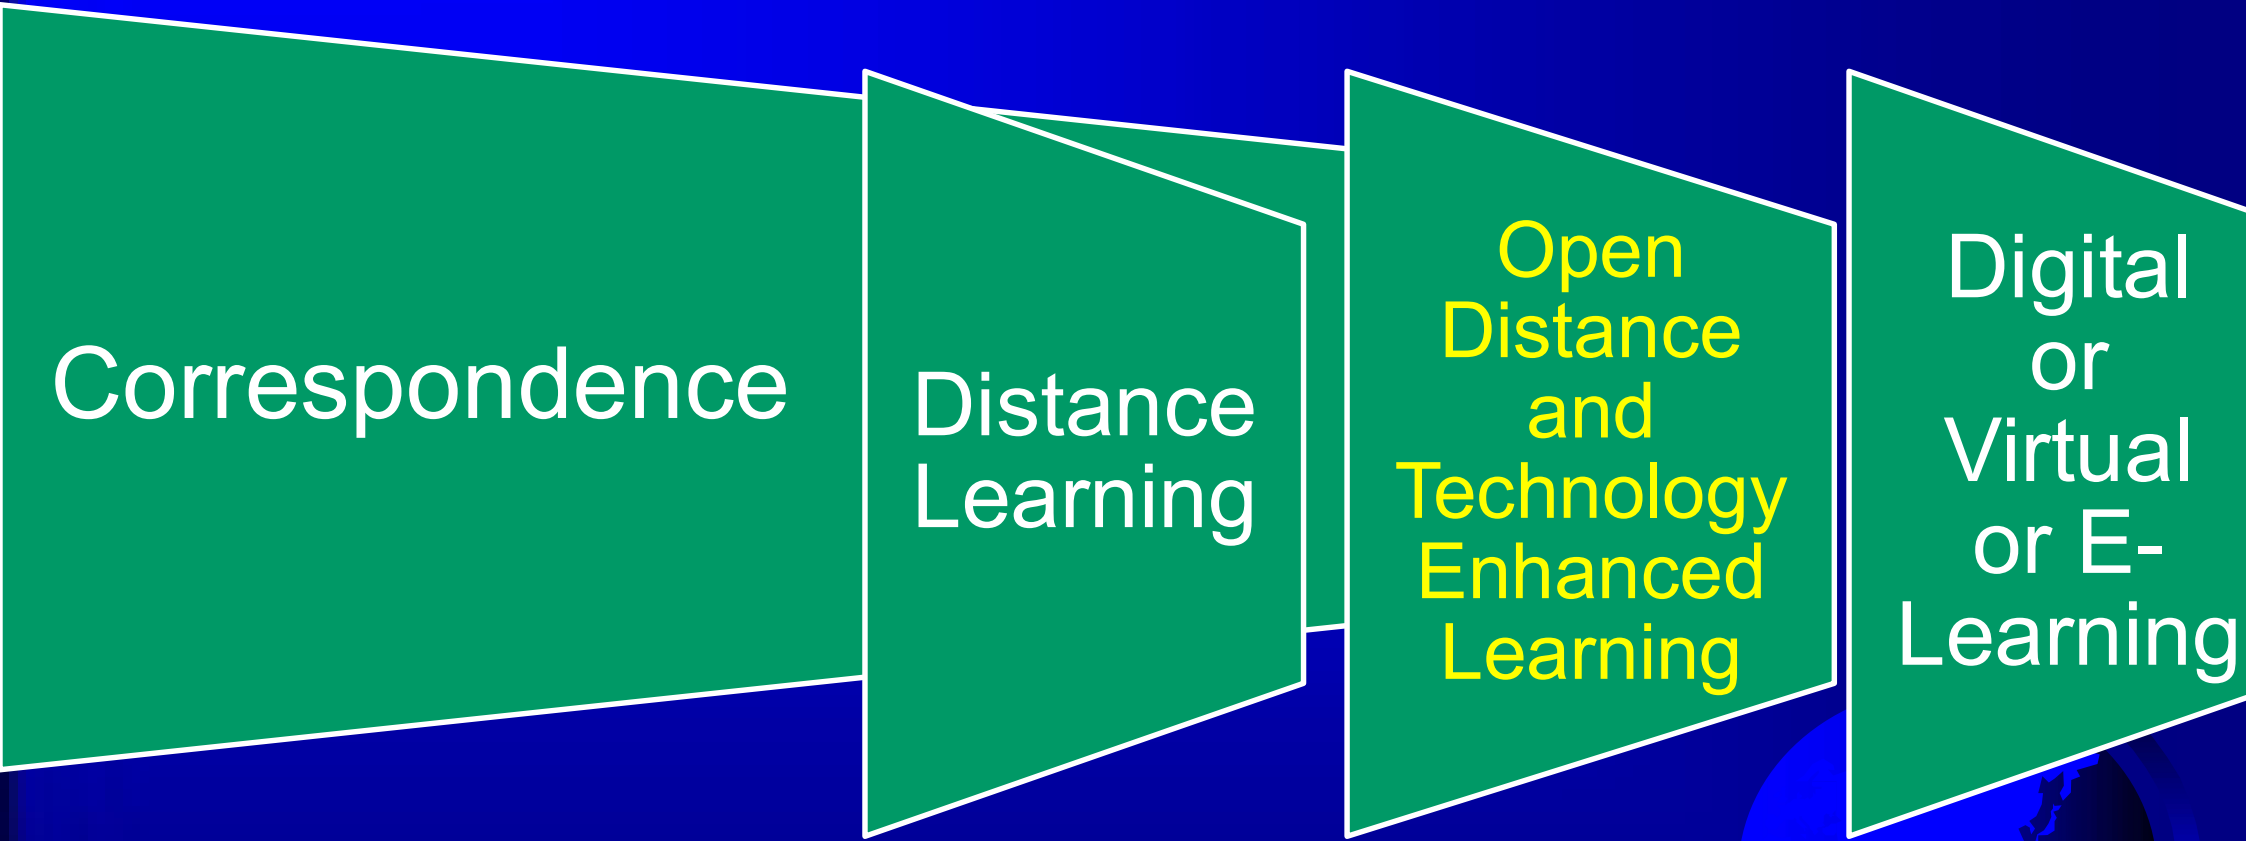 Correspondence
Distance
Learning
Open
Distance
and
Technology
Enhanced
Learning
Digital
or
Virtual
or E-
Learning